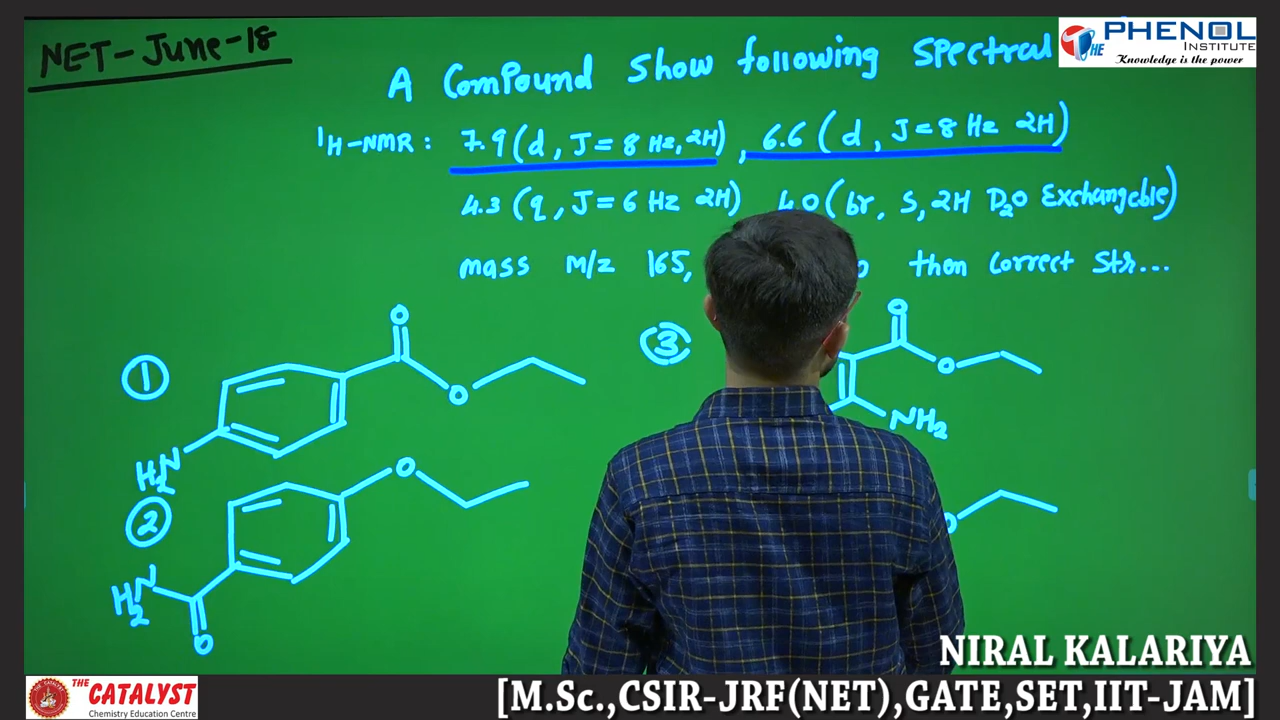 NET-June-18
PHENOL
THE
INSTITUTE
Knowledge is the power
A Compound Show following Spectral
¹H-NMR: 7.9 (d, J=8 Hz, 2H), 6.6 (d, J=8 Hz 2H)
4.3 (q, J=6 Hz 2H) 4.0 (br, S, 2H D₂O Exchangeble)
mass M/z 165, then Correct Str...
1
O
O
H₂N
3
O
O
NH₂
2
O
H₂N
O
O
NIRAL KALARIYA
[M.Sc.,CSIR-JRF(NET),GATE,SET,IIT-JAM]
THE CATALYST
Chemistry Education Centre